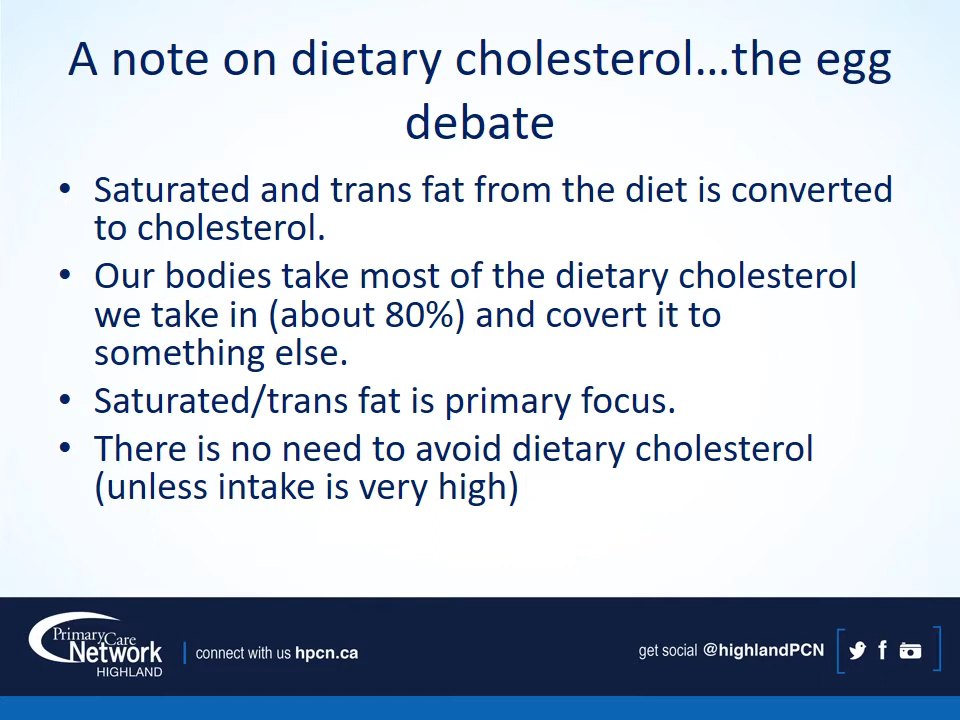 A note on dietary cholesterol…the egg
debate
• Saturated and trans fat from the diet is converted
to cholesterol.
• Our bodies take most of the dietary cholesterol
we take in (about 80%) and covert it to
something else.
• Saturated/trans fat is primary focus.
• There is no need to avoid dietary cholesterol
(unless intake is very high)
PrimaryCare
Network
HIGHLAND
connect with us hpcn.ca
get social @highlandPCN